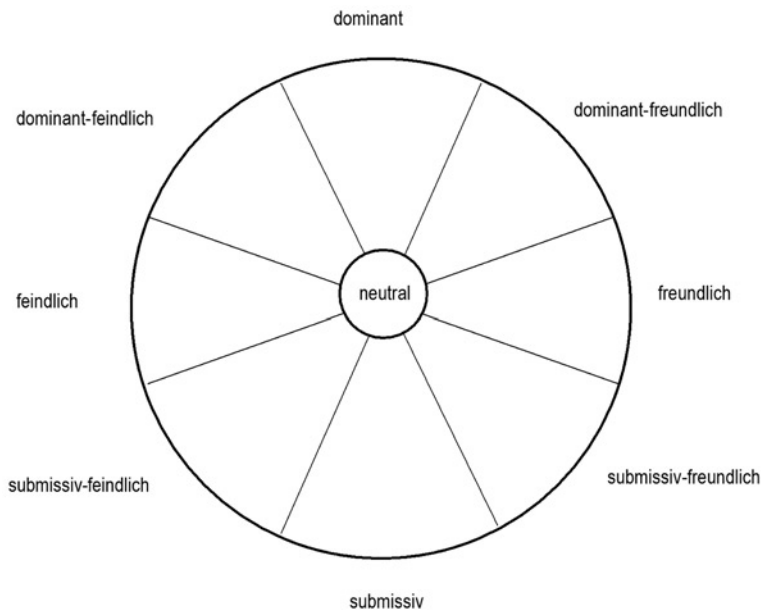 dominant
dominant-feindlich
dominant-freundlich
feindlich
neutral
freundlich
submissiv-feindlich
submissiv-freundlich
submissiv